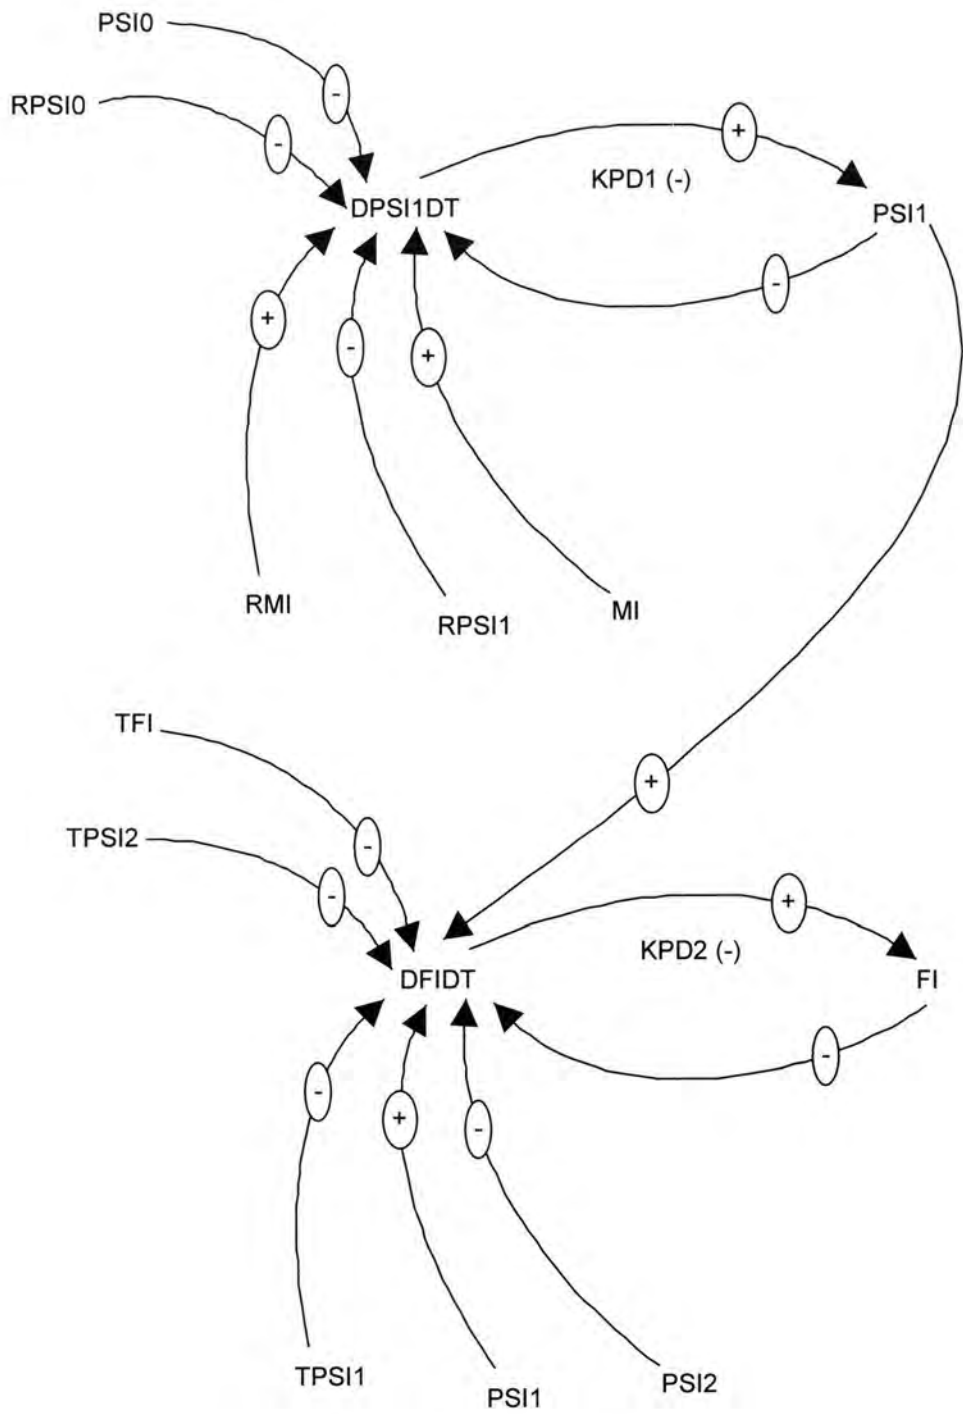 PSI0
-
RPSI0
-
+
KPD1 (-)
DPSI1DT
PSI1
-
+
-
+
RMI
RPSI1
MI
TFI
+
TPSI2
-
-
+
KPD2 (-)
DFIDT
FI
-
-
+
-
TPSI1
PSI1
PSI2